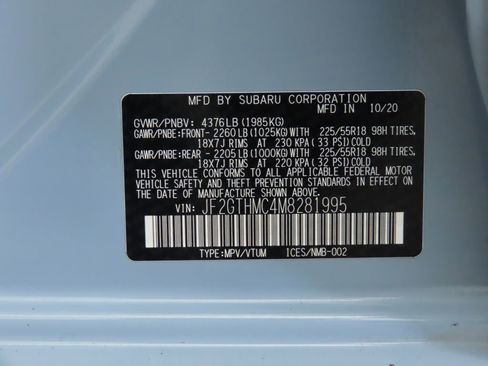 MFD BY SUBARU CORPORATION
GVWR/PNBV: 4376LB(1985KG) IN 10/20
GAWR/PNBE:FRONT- 2260LB(1025KG)WITH 225/55R18 98H TIRES,
18X7J RIMS AT 230 KPA(33 PSI)COLD
GAWR/PNBE:REAR - 2205LB(1000KG)WITH 225/55R18 98H TIRES,
18X7J RIMS AT 220 KPA(32 PSI)COLD
THIS VEHICLE CONFORMS TO ALL APPLICABLE FEDERAL MOTOR
VEHICLE SAFETY AND THEFT PREVENTION STANDARDS IN EFFECT ON THE
DATE OF MANUFACTURE SHOWN ABOVE.
VIN: JF2GTHMC4M8281995
TYPE:MPV/VTUM ICES/NMB-002